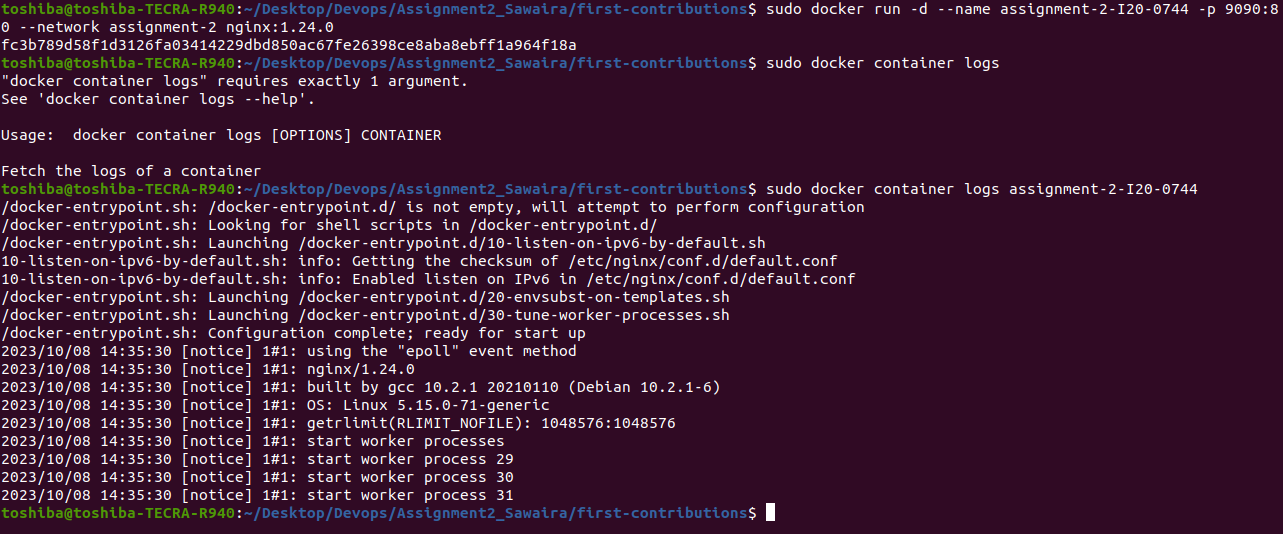 toshiba@toshiba-TECRA-R940:~/Desktop/Devops/Assignment2_Sawaira/first-contributions$ sudo docker run -d --name assignment-2-I20-0744 -p 9090:8
0 --network assignment-2 nginx:1.24.0
fc3b789d58f1d3126fa03414229dbd850ac67fe26398ce8aba8ebff1a964f18a
toshiba@toshiba-TECRA-R940:~/Desktop/Devops/Assignment2_Sawaira/first-contributions$ sudo docker container logs
"docker container logs" requires exactly 1 argument.
See 'docker container logs --help'.

Usage:  docker container logs [OPTIONS] CONTAINER

Fetch the logs of a container
toshiba@toshiba-TECRA-R940:~/Desktop/Devops/Assignment2_Sawaira/first-contributions$ sudo docker container logs assignment-2-I20-0744
/docker-entrypoint.sh: /docker-entrypoint.d/ is not empty, will attempt to perform configuration
/docker-entrypoint.sh: Looking for shell scripts in /docker-entrypoint.d/
/docker-entrypoint.sh: Launching /docker-entrypoint.d/10-listen-on-ipv6-by-default.sh
10-listen-on-ipv6-by-default.sh: info: Getting the checksum of /etc/nginx/conf.d/default.conf
10-listen-on-ipv6-by-default.sh: info: Enabled listen on IPv6 in /etc/nginx/conf.d/default.conf
/docker-entrypoint.sh: Launching /docker-entrypoint.d/20-envsubst-on-templates.sh
/docker-entrypoint.sh: Launching /docker-entrypoint.d/30-tune-worker-processes.sh
/docker-entrypoint.sh: Configuration complete; ready for start up
2023/10/08 14:35:30 [notice] 1#1: using the "epoll" event method
2023/10/08 14:35:30 [notice] 1#1: nginx/1.24.0
2023/10/08 14:35:30 [notice] 1#1: built by gcc 10.2.1 20210110 (Debian 10.2.1-6)
2023/10/08 14:35:30 [notice] 1#1: OS: Linux 5.15.0-71-generic
2023/10/08 14:35:30 [notice] 1#1: getrlimit(RLIMIT_NOFILE): 1048576:1048576
2023/10/08 14:35:30 [notice] 1#1: start worker processes
2023/10/08 14:35:30 [notice] 1#1: start worker process 29
2023/10/08 14:35:30 [notice] 1#1: start worker process 30
2023/10/08 14:35:30 [notice] 1#1: start worker process 31
toshiba@toshiba-TECRA-R940:~/Desktop/Devops/Assignment2_Sawaira/first-contributions$